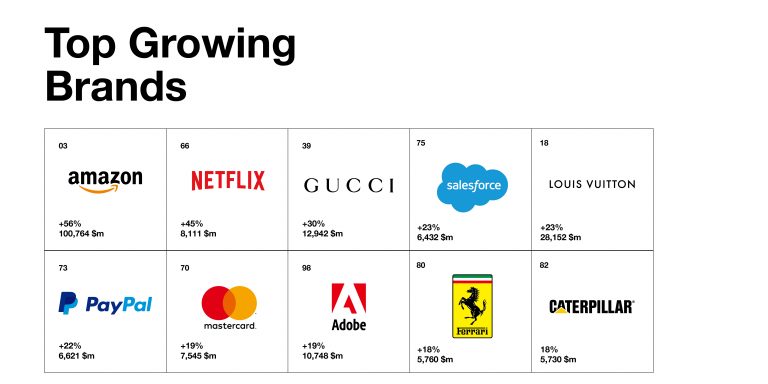 Top Growing
Brands
03
amazon
+56%
100,764 $m
66
NETFLIX
+45%
8,111 $m
39
GUCCI
+30%
12,942 $m
75
salesforce
+23%
6,432 $m
18
LOUIS VUITTON
+23%
28,152 $m
73
PayPal
+22%
6,621 $m
70
mastercard.
+19%
7,545 $m
98
Adobe
+19%
10,748 $m
80
Ferrari
+18%
5,760 $m
82
CATERPILLAR®
18%
5,730 $m